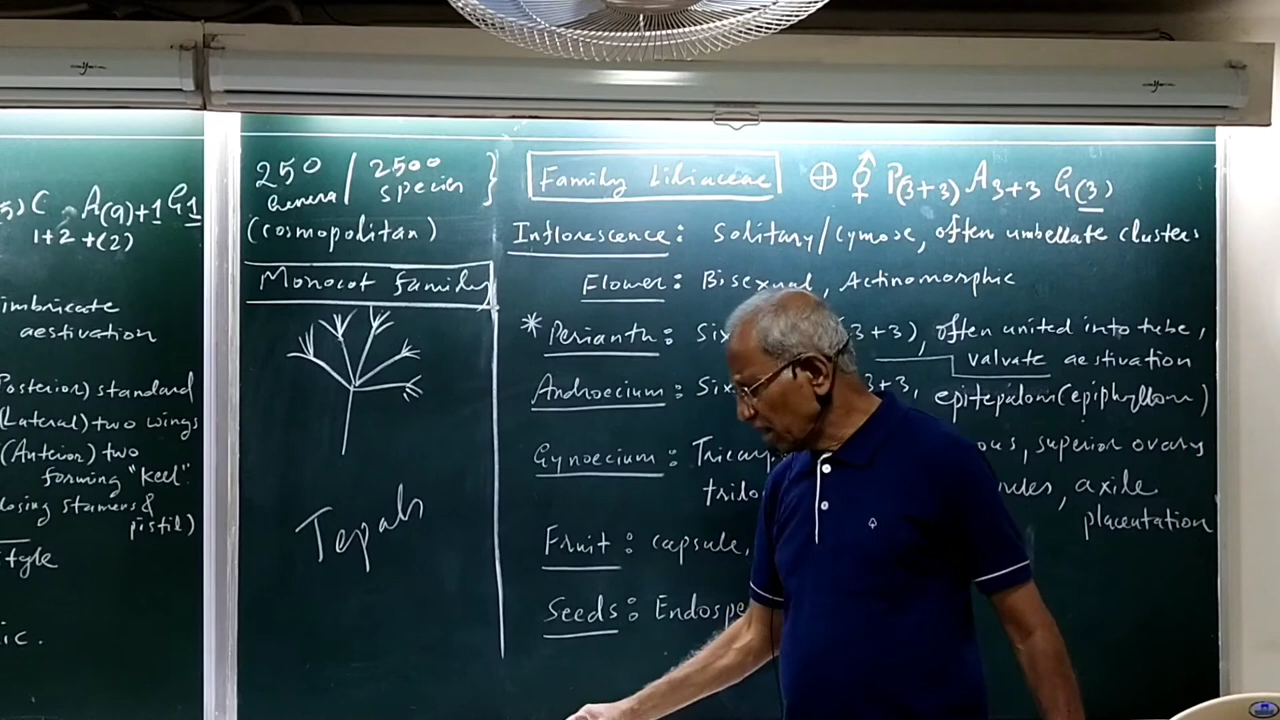 5) C A(9)+1 G1
1+2+(2)
imbricate
aestivation
Posterior) standard
(Lateral) two wings
(Anterior) two
forming "keel".
losing stamens &
pistil)
style
ic.
250 / 2500 }
Genera / species
(cosmopolitan)
Monocot family
Tepals
Family Liliaceae ⊕ ⚥ P(3+3) A3+3 G(3)
Inflorescence: Solitary/Cymose, often umbellate clusters
Flower: Bisexual, Actinomorphic
* Perianth: Six 3+3), often united into tube,
valvate aestivation
Androecium: Six 3+3, epitepalous (epiphyllous)
Gynoecium: Tricarp ous, superior ovary
trilo ules, axile
placentation
Fruit: capsule,
Seeds: Endospe